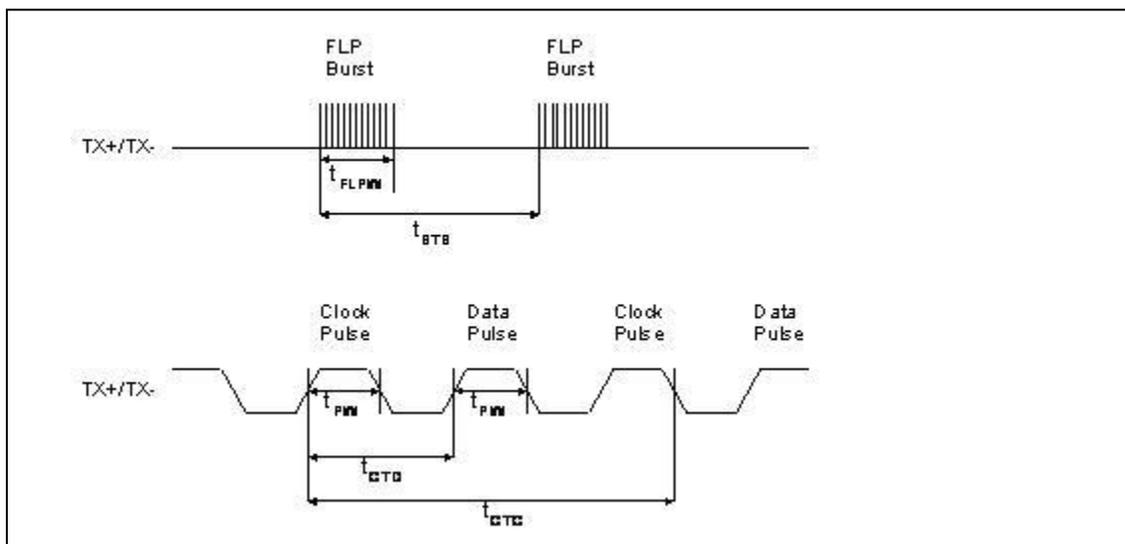 FLP
Burst
FLP
Burst
TX+/TX-
t FLPW
t BTB
Clock
Pulse
Data
Pulse
Clock
Pulse
Data
Pulse
TX+/TX-
t PW
t PW
t CTD
t CTC